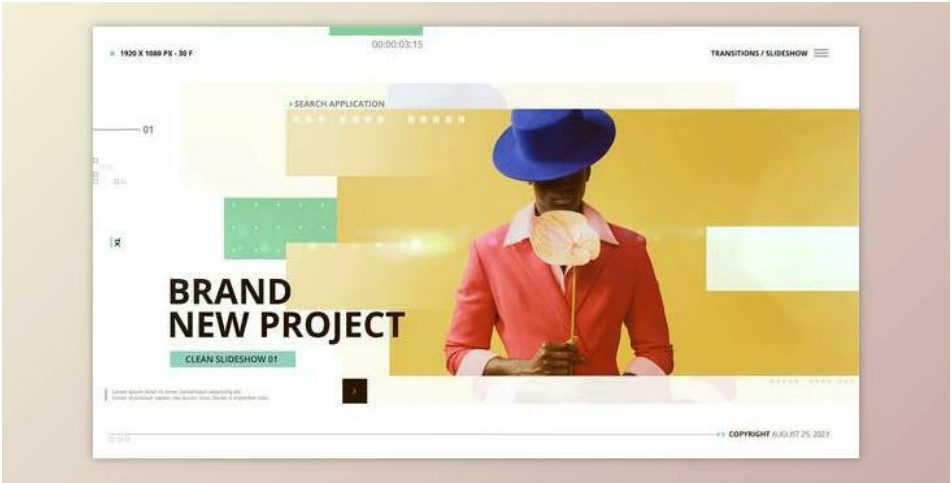 1920 X 1080 PX - 30 F
00:00:03:15
TRANSITIONS / SLIDESHOW
SEARCH APPLICATION
01
XL
BRAND
NEW PROJECT
CLEAN SLIDESHOW 01
COPYRIGHT AUGUST 25, 2023